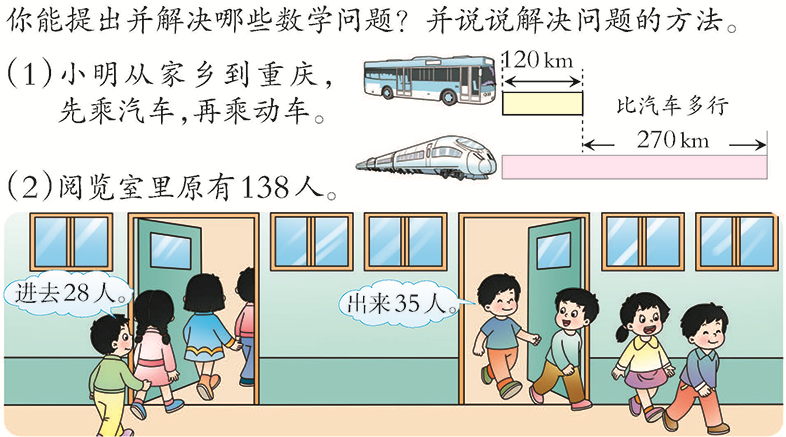 你能提出并解决哪些数学问题？并说说解决问题的方法。
(1)小明从家乡到重庆，
先乘汽车，再乘动车。
120 km
比汽车多行
270 km
(2)阅览室里原有138人。
进去28人。
出来35人。